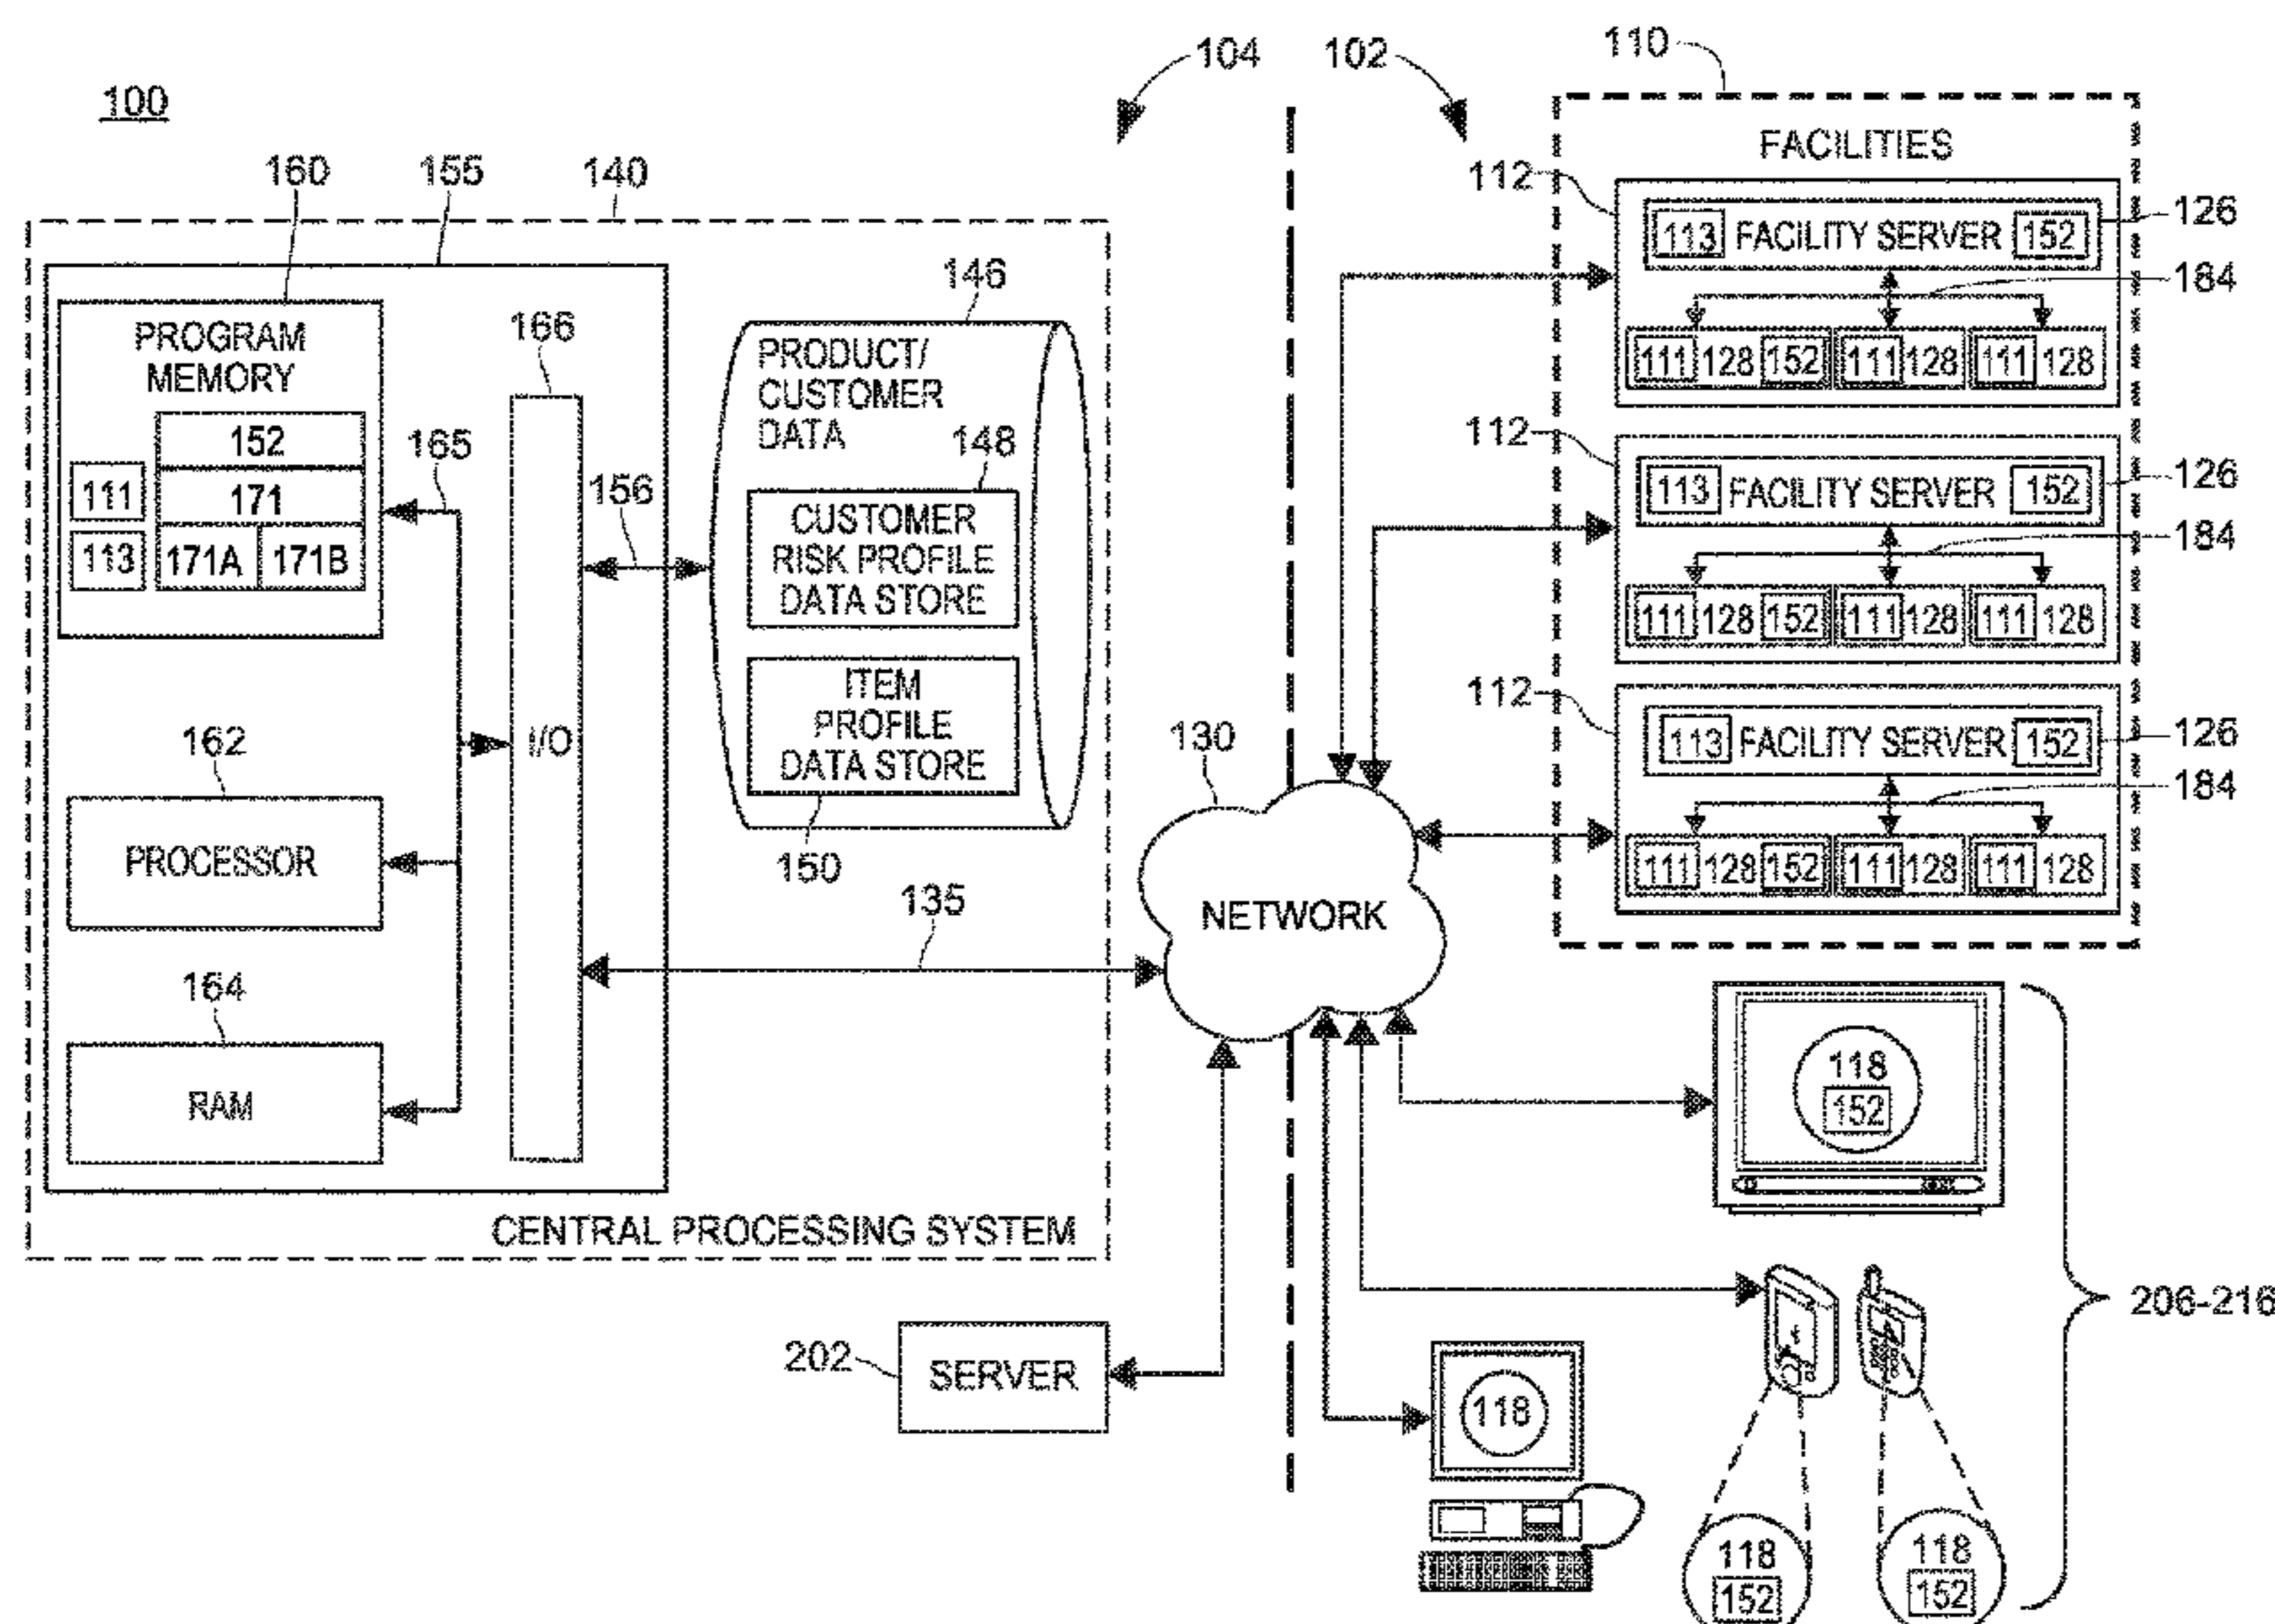 100
104
102
110
160
155
140
FACILITIES
112
113 FACILITY SERVER 152
126
184
111 128 152 111 128 111 128
112
113 FACILITY SERVER 152
126
184
111 128 152 111 128 111 128
112
113 FACILITY SERVER 152
126
184
111 128 152 111 128 111 128
PROGRAM
MEMORY
152
171
171A 171B
111
113
165
166
I/O
156
146
PRODUCT/
CUSTOMER
DATA
148
CUSTOMER
RISK PROFILE
DATA STORE
ITEM
PROFILE
DATA STORE
150
162
PROCESSOR
164
RAM
135
CENTRAL PROCESSING SYSTEM
130
NETWORK
202
SERVER
118
152
118
118
152
118
152
206-216